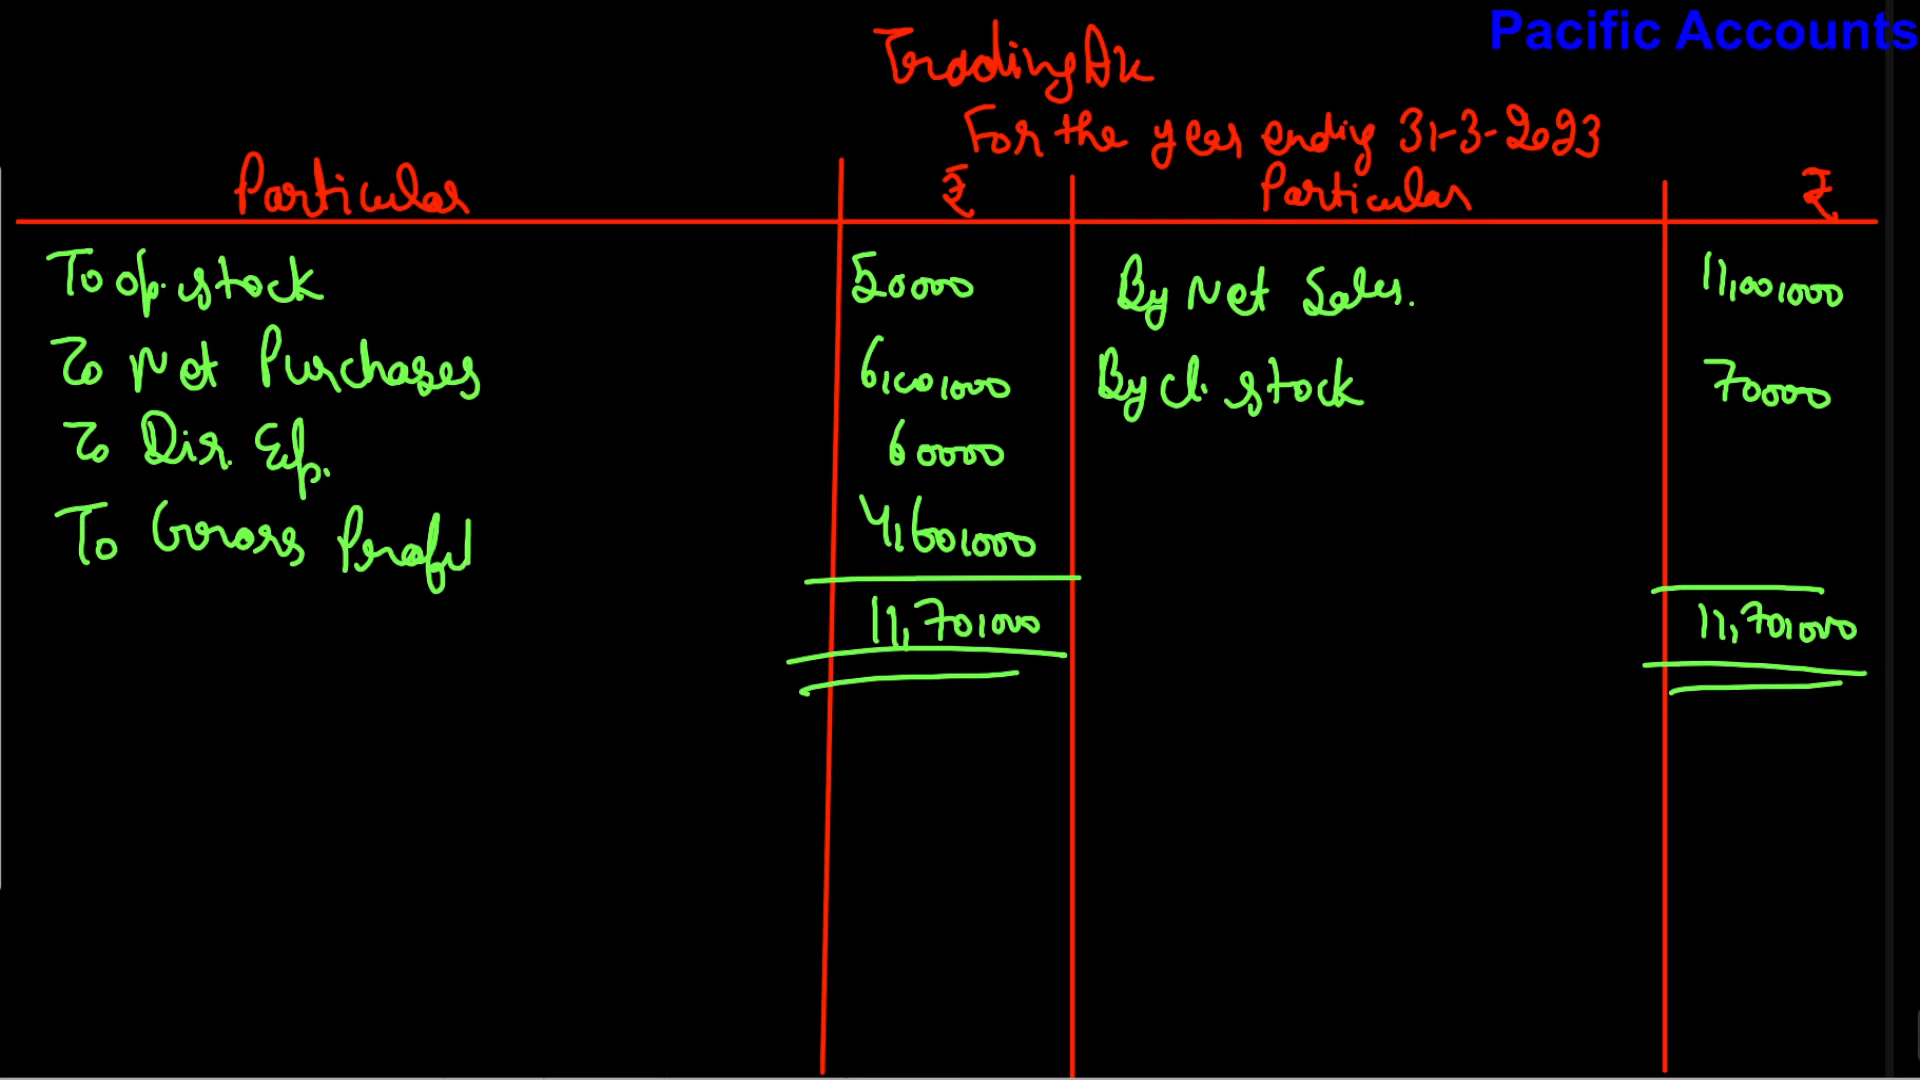 Pacific Accounts
Trading A/c
For the year ending 31-3-2023
Particular ₹ Particular ₹
To op. stock 50000 By Net Sales. 11,00,000
To Net Purchases 6,00,000 By cl. stock 70000
To Dir. Exp. 60000
To Gross Profit 4,60,000
11,70,000 11,70,000